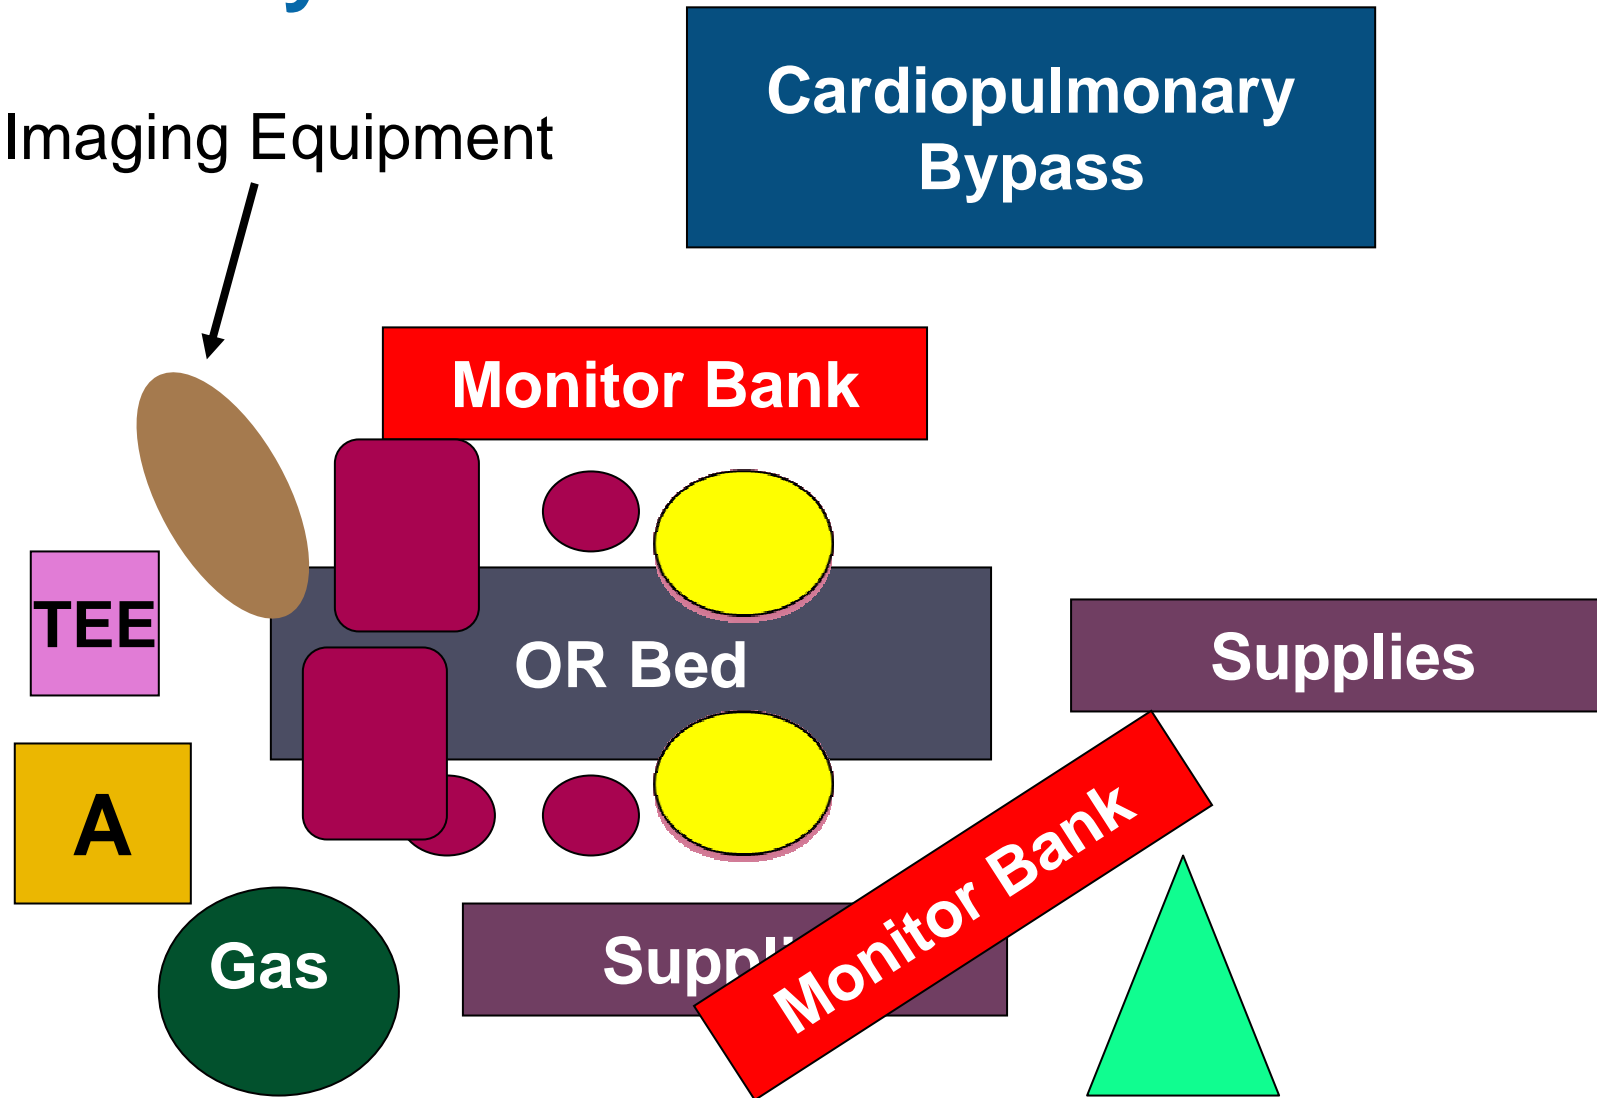 Cardiopulmonary
Bypass
Imaging Equipment
Monitor Bank
TEE
OR Bed
Supplies
A
Monitor Bank
Gas